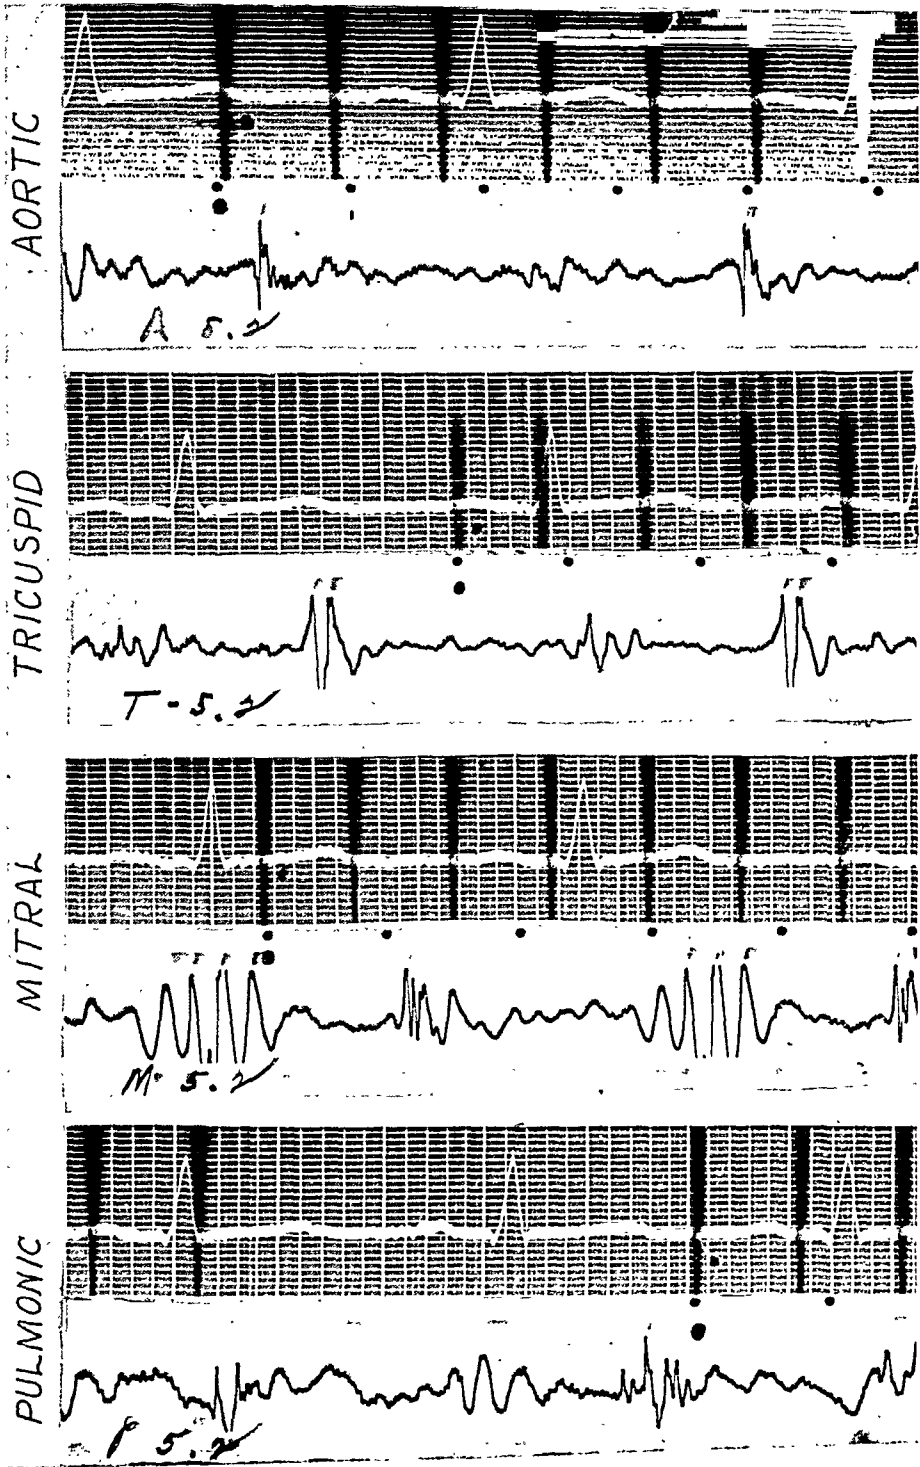 AORTIC
A 5.2
TRICUSPID
T - 5.2
MITRAL
M 5.2
PULMONIC
P 5.2